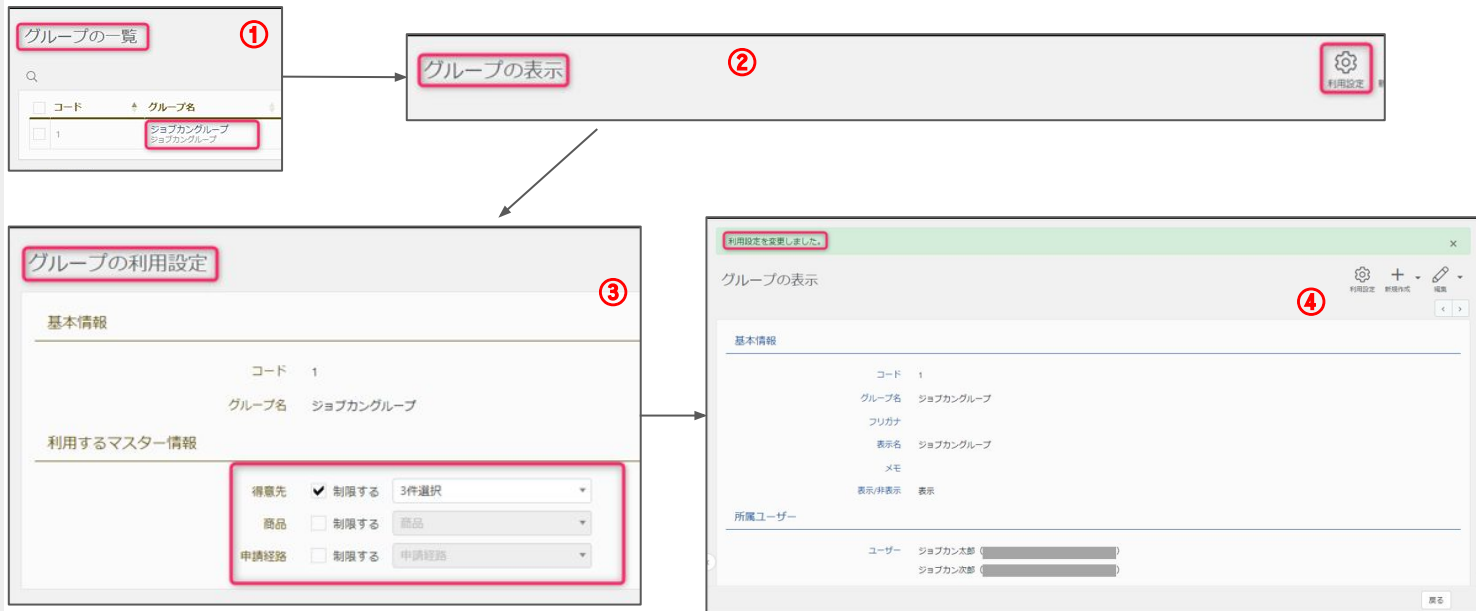 グループの一覧
①
コード グループ名
1 ジョブカングループ
ジョブカングループ
グループの表示
②
利用設定
グループの利用設定
③
基本情報
コード 1
グループ名 ジョブカングループ
利用するマスター情報
得意先 制限する 3件選択
商品 制限する 商品
申請経路 制限する 申請経路
利用設定を変更しました。 ×
グループの表示
利用設定 新規作成 編集
④
基本情報
コード 1
グループ名 ジョブカングループ
フリガナ
表示名 ジョブカングループ
メモ
表示/非表示 表示
所属ユーザー
ユーザー ジョブカン太郎 ( )
ジョブカン次郎 ( )
戻る